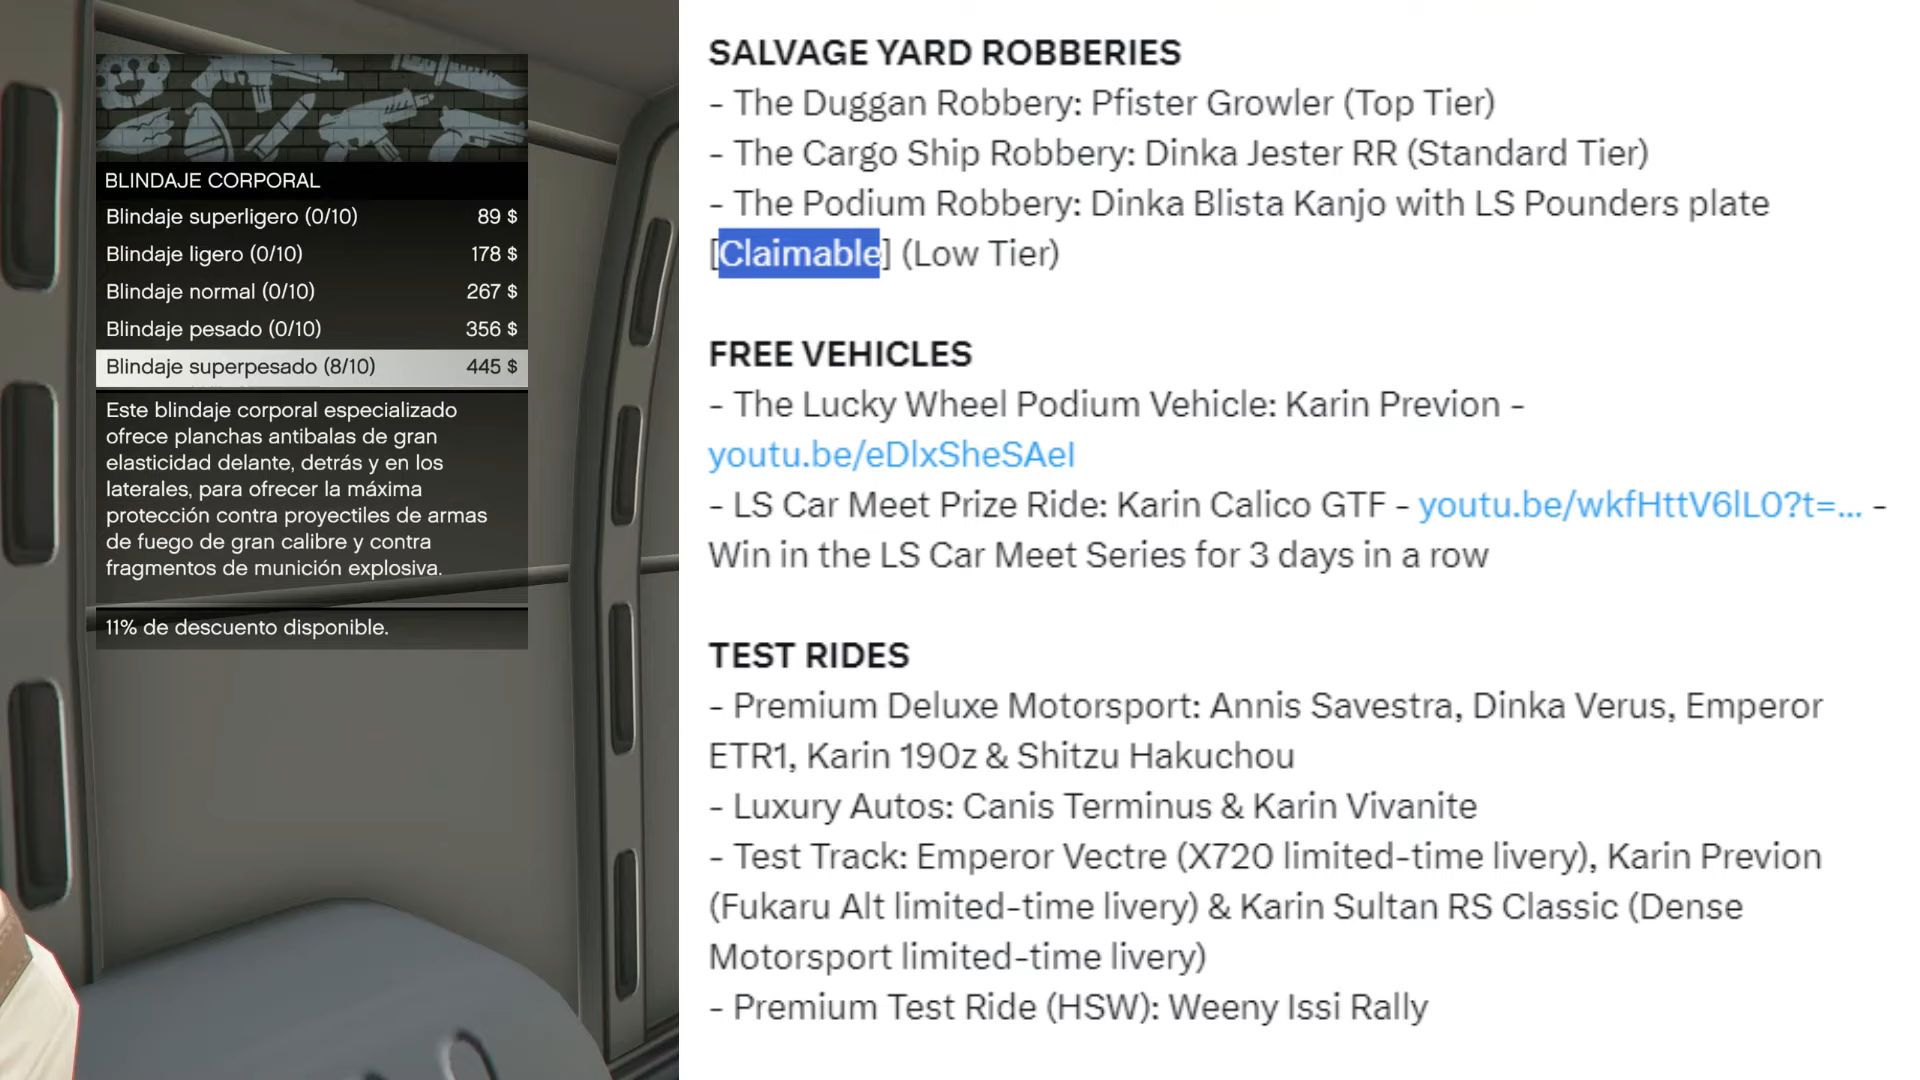 BLINDAJE CORPORAL
Blindaje superligero (0/10) 89 $
Blindaje ligero (0/10) 178 $
Blindaje normal (0/10) 267 $
Blindaje pesado (0/10) 356 $
Blindaje superpesado (8/10) 445 $
Este blindaje corporal especializado
ofrece planchas antibalas de gran
elasticidad delante, detrás y en los
laterales, para ofrecer la máxima
protección contra proyectiles de armas
de fuego de gran calibre y contra
fragmentos de munición explosiva.
11% de descuento disponible.
SALVAGE YARD ROBBERIES
- The Duggan Robbery: Pfister Growler (Top Tier)
- The Cargo Ship Robbery: Dinka Jester RR (Standard Tier)
- The Podium Robbery: Dinka Blista Kanjo with LS Pounders plate
[Claimable] (Low Tier)
FREE VEHICLES
- The Lucky Wheel Podium Vehicle: Karin Previon -
youtu.be/eDlxSheSAeI
- LS Car Meet Prize Ride: Karin Calico GTF - youtu.be/wkfHttV6lL0?t=... -
Win in the LS Car Meet Series for 3 days in a row
TEST RIDES
- Premium Deluxe Motorsport: Annis Savestra, Dinka Verus, Emperor
ETR1, Karin 190z & Shitzu Hakuchou
- Luxury Autos: Canis Terminus & Karin Vivanite
- Test Track: Emperor Vectre (X720 limited-time livery), Karin Previon
(Fukaru Alt limited-time livery) & Karin Sultan RS Classic (Dense
Motorsport limited-time livery)
- Premium Test Ride (HSW): Weeny Issi Rally